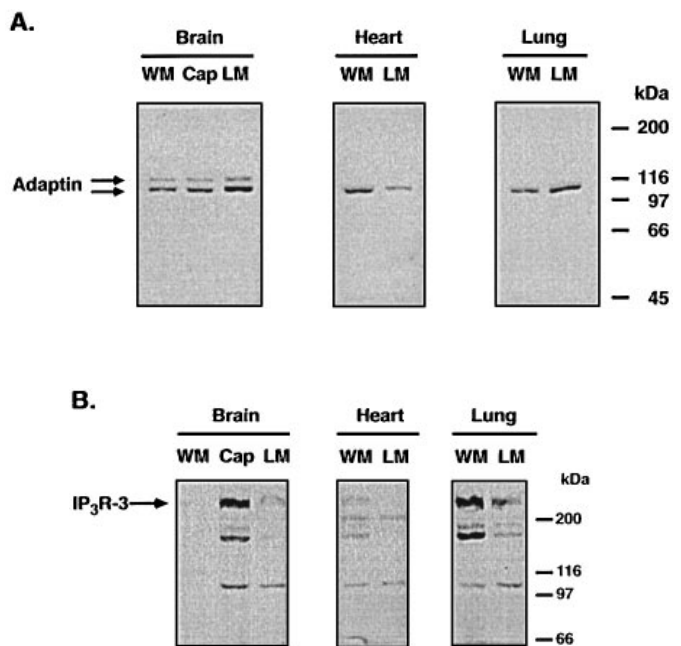 A.
Brain Heart Lung
WM Cap LM WM LM WM LM
kDa
200
Adaptin
116
97
66
45
B.
Brain Heart Lung
WM Cap LM WM LM WM LM
kDa
IP₃R-3
200
116
97
66